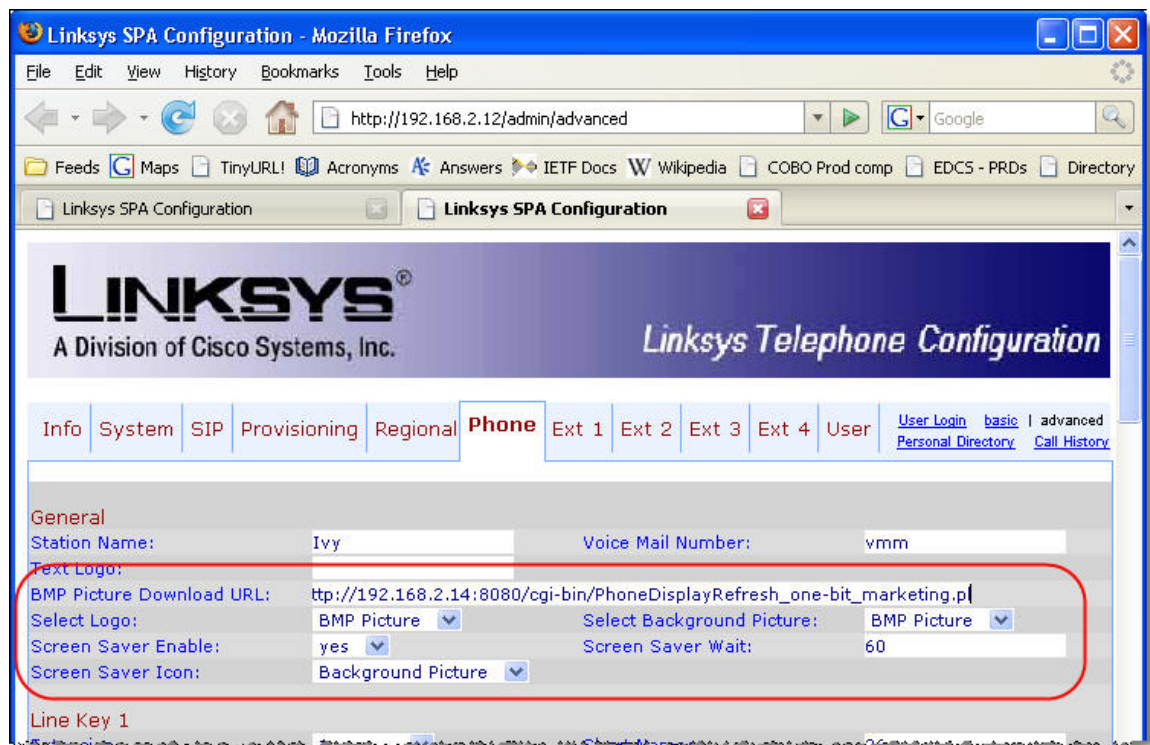 Linksys SPA Configuration - Mozilla Firefox
File Edit View History Bookmarks Tools Help
http://192.168.2.12/admin/advanced
G Google
Feeds G Maps TinyURL! Acronyms Answers IETF Docs W Wikipedia COBO Prod comp EDCS - PRDs Directory
Linksys SPA Configuration Linksys SPA Configuration
LINKSYS®
A Division of Cisco Systems, Inc.
Linksys Telephone Configuration
Info System SIP Provisioning Regional Phone Ext 1 Ext 2 Ext 3 Ext 4 User User Login basic | advanced
Personal Directory Call History
General
Station Name: Ivy Voice Mail Number: vmm
Text Logo:
BMP Picture Download URL: ttp://192.168.2.14:8080/cgi-bin/PhoneDisplayRefresh_one-bit_marketing.pl
Select Logo: BMP Picture Select Background Picture: BMP Picture
Screen Saver Enable: yes Screen Saver Wait: 60
Screen Saver Icon: Background Picture
Line Key 1